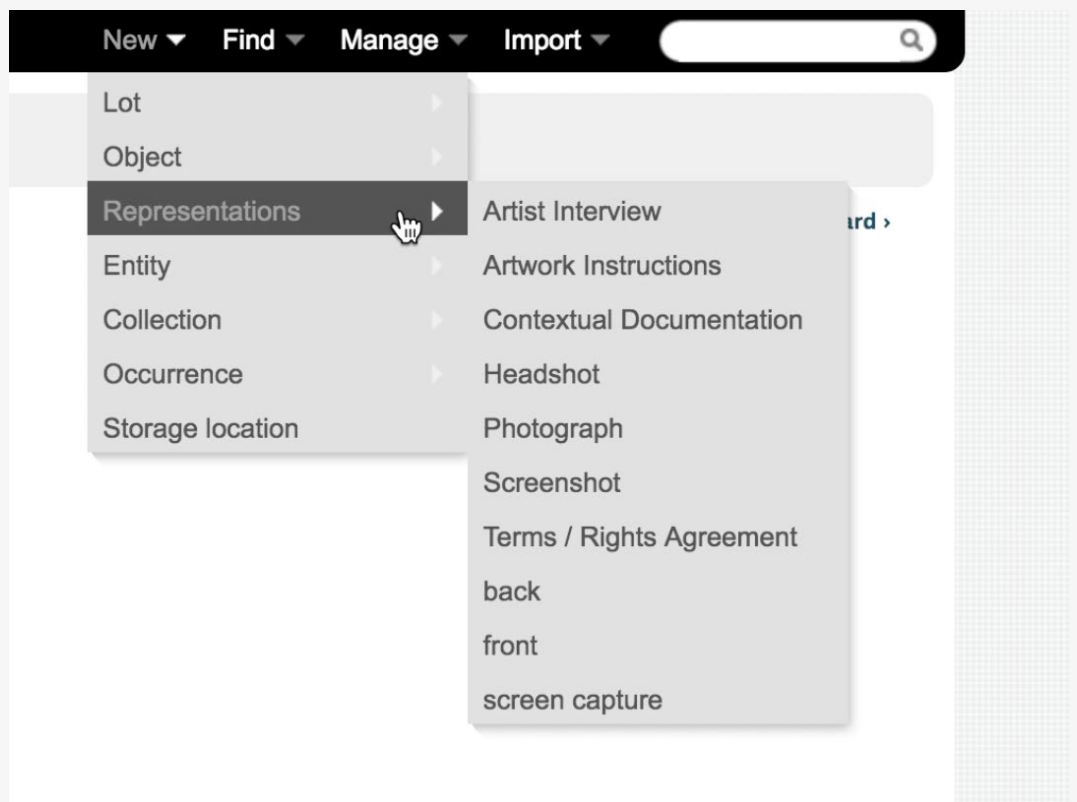 New Find Manage Import
Lot
Object
Representations
Entity
Collection
Occurrence
Storage location
Artist Interview
Artwork Instructions
Contextual Documentation
Headshot
Photograph
Screenshot
Terms / Rights Agreement
back
front
screen capture
ard ›